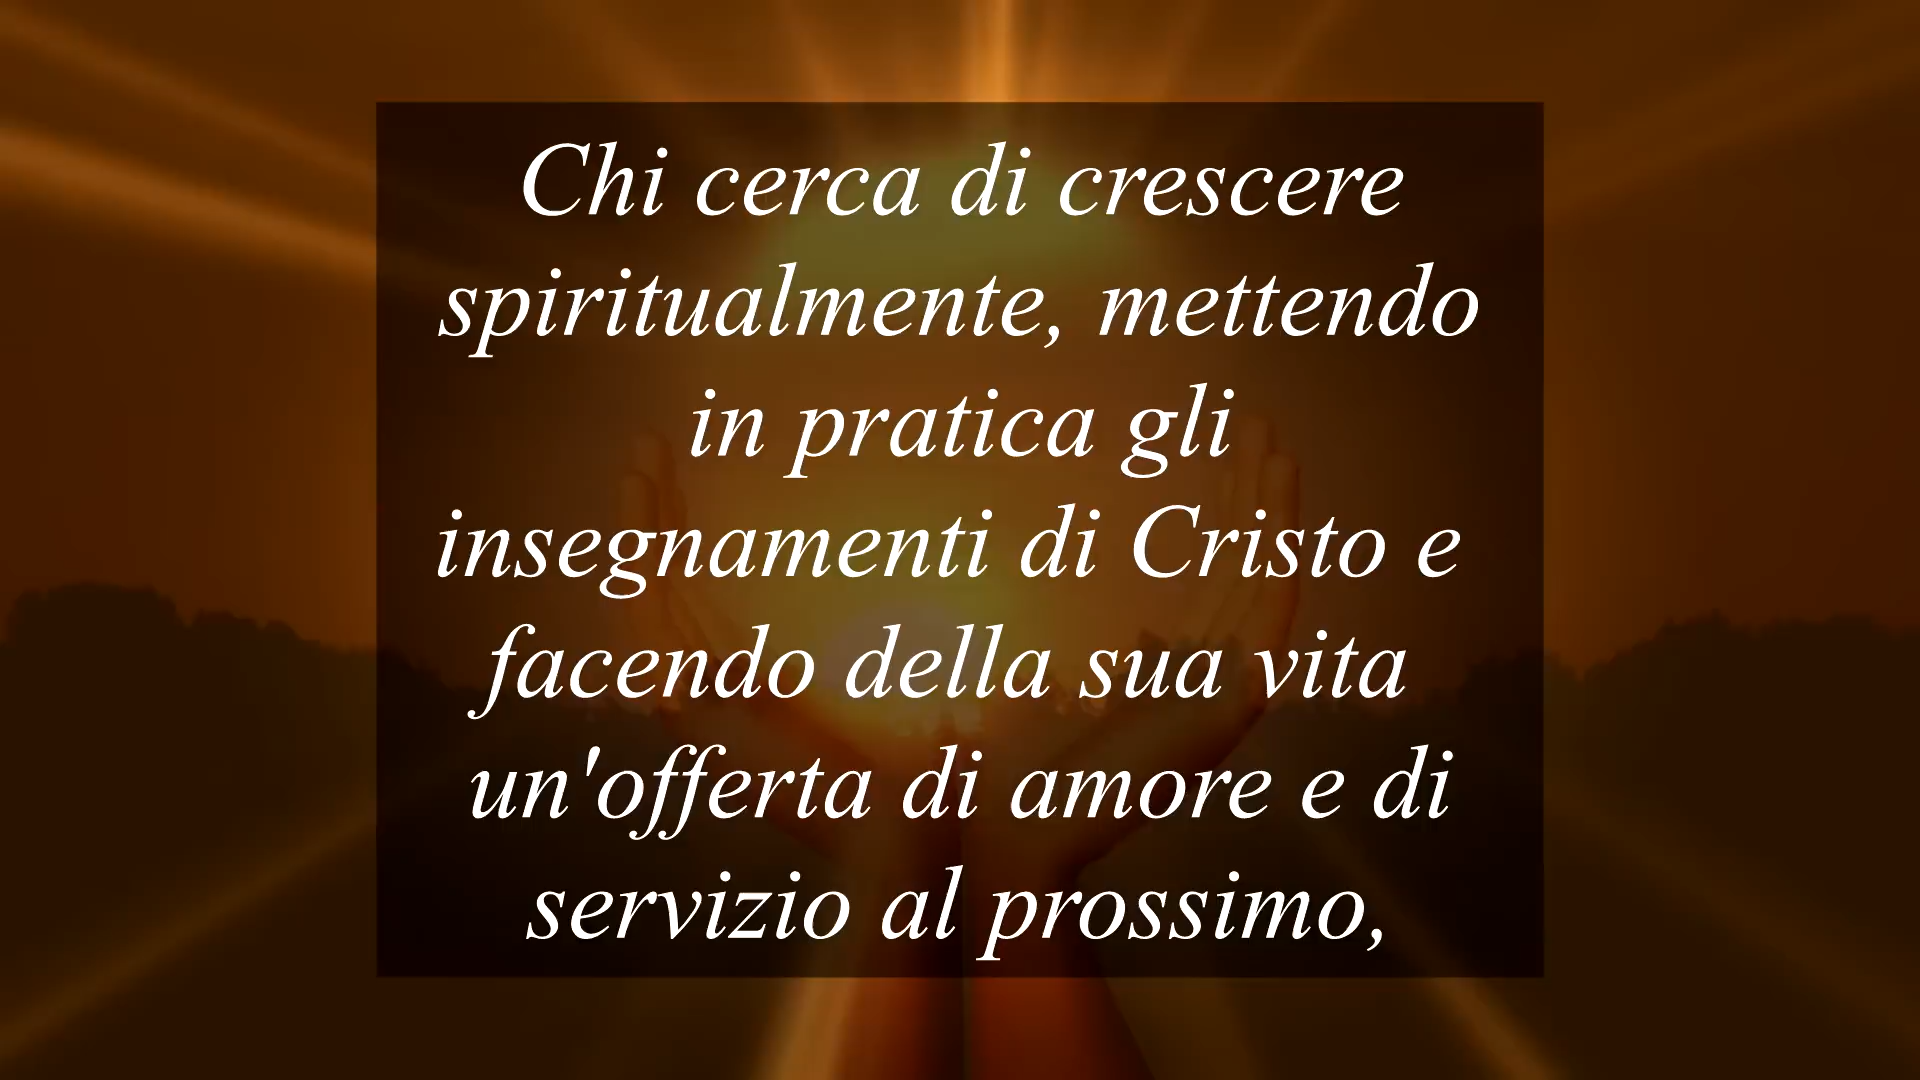 Chi cerca di crescere
spiritualmente, mettendo
in pratica gli
insegnamenti di Cristo e
facendo della sua vita
un'offerta di amore e di
servizio al prossimo,